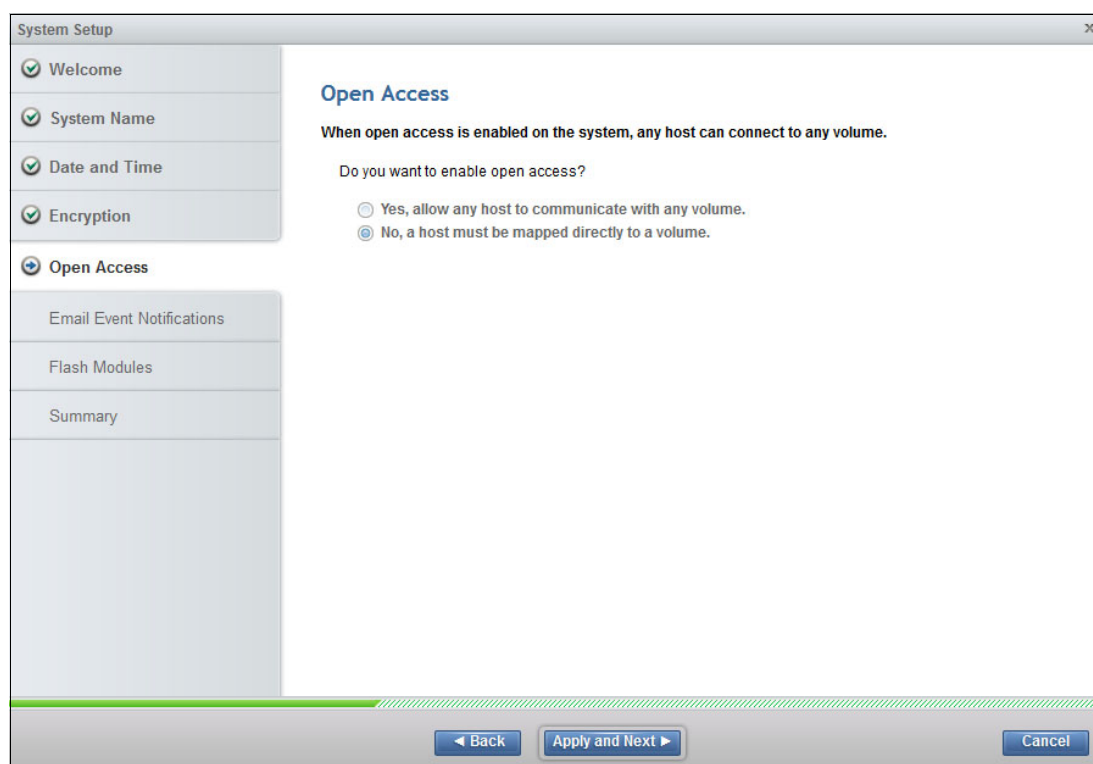 System Setup
x
Welcome
System Name
Date and Time
Encryption
Open Access
Email Event Notifications
Flash Modules
Summary
Open Access
When open access is enabled on the system, any host can connect to any volume.
Do you want to enable open access?
Yes, allow any host to communicate with any volume.
No, a host must be mapped directly to a volume.
Back
Apply and Next
Cancel